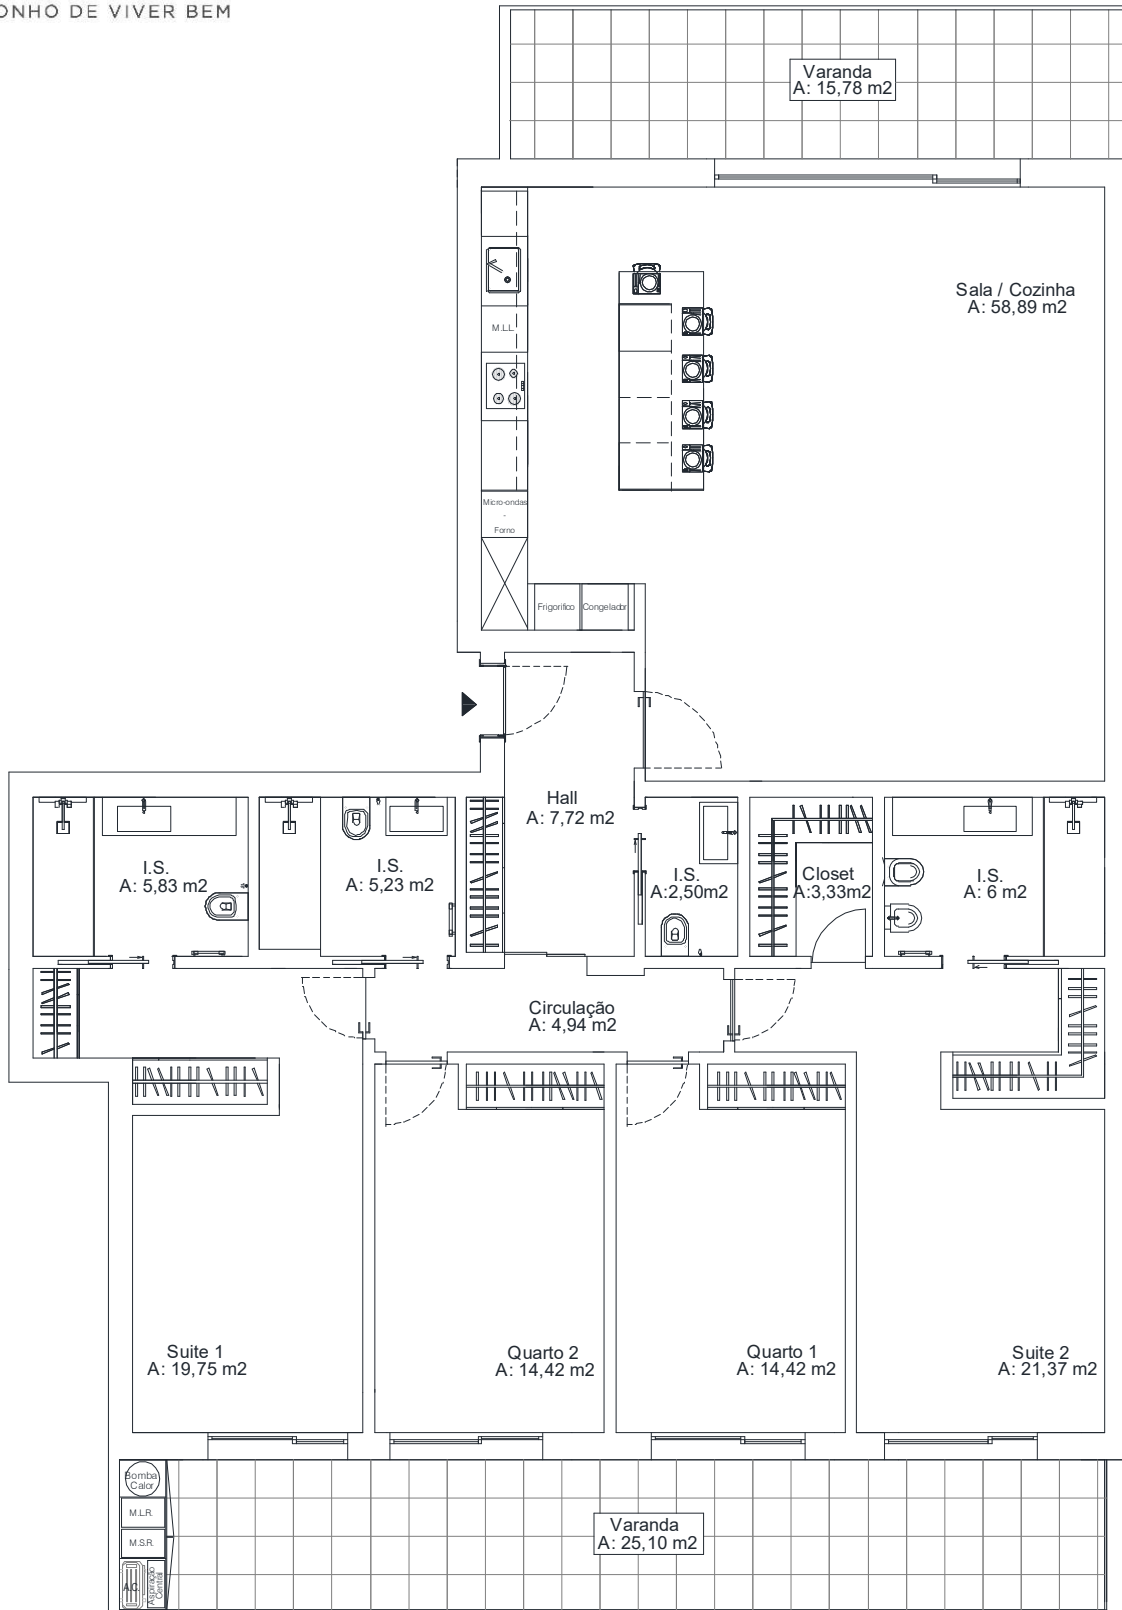 ONHO DE VIVER BEM
Varanda
A: 15,78 m2
Sala / Cozinha
A: 58,89 m2
M.L.L.
Micro-ondas
-
Forno
Frigorifico
Congelador
Hall
A: 7,72 m2
I.S.
A: 5,83 m2
I.S.
A: 5,23 m2
I.S.
A:2,50m2
Closet
A:3,33m2
I.S.
A: 6 m2
Circulação
A: 4,94 m2
Suite 1
A: 19,75 m2
Quarto 2
A: 14,42 m2
Quarto 1
A: 14,42 m2
Suite 2
A: 21,37 m2
Bomba
Calor
M.L.R.
M.S.R.
A.C.
Aspiração
Central
Varanda
A: 25,10 m2